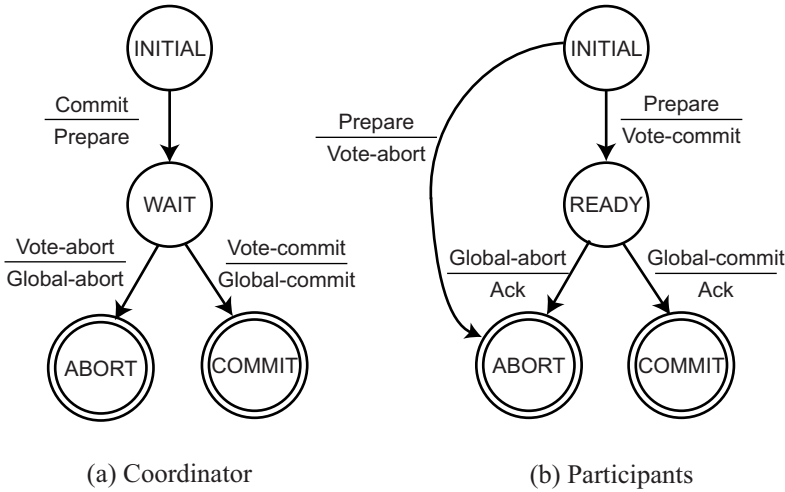 INITIAL
Commit
Prepare
WAIT
Vote-abort
Global-abort
Vote-commit
Global-commit
ABORT
COMMIT
(a) Coordinator
INITIAL
Prepare
Vote-abort
Prepare
Vote-commit
READY
Global-abort
Ack
Global-commit
Ack
ABORT
COMMIT
(b) Participants